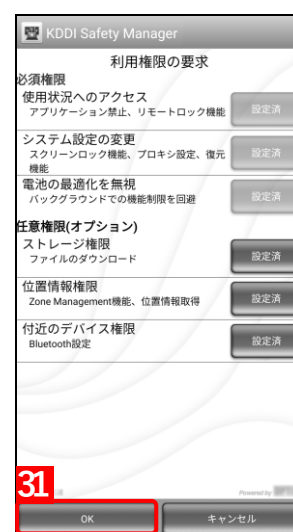 KDDI Safety Manager
利用権限の要求
必須権限
使用状況へのアクセス
アプリケーション禁止、リモートロック機能
設定済
システム設定の変更
スクリーンロック機能、プロキシ設定、復元
機能
設定済
電池の最適化を無視
バックグラウンドでの機能制限を回避
設定済
任意権限(オプション)
ストレージ権限
ファイルのダウンロード
設定済
位置情報権限
Zone Management機能、位置情報取得
設定済
付近のデバイス権限
Bluetooth設定
設定済
31
Powered by
OK
キャンセル